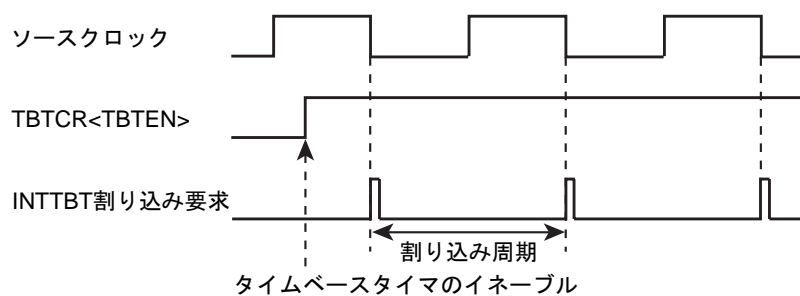 ソースクロック
TBTCR<TBTEN>
INTTBT割り込み要求
割り込み周期
タイムベースタイマのイネーブル